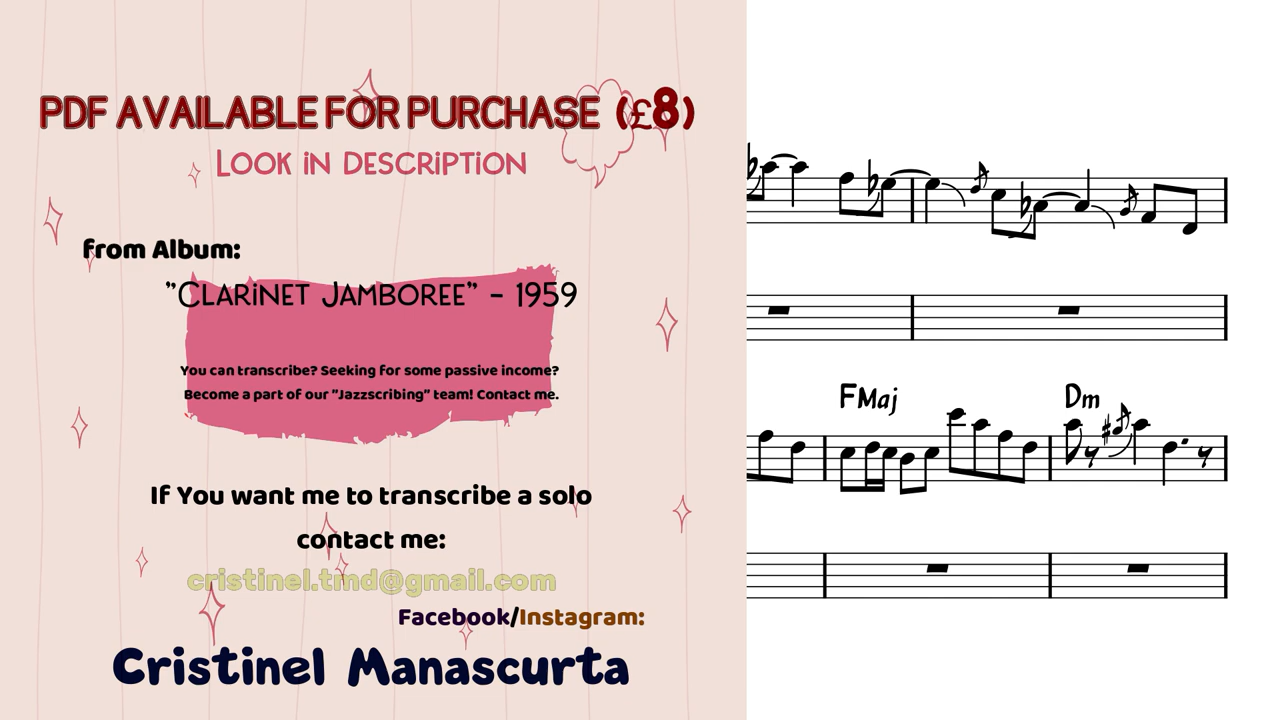 PDF AVAILABLE FOR PURCHASE (£8)
LOOK IN DESCRIPTION
from Album:
"CLARINET JAMBOREE" - 1959
You can transcribe? Seeking for some passive income?
Become a part of our "Jazzscribing" team! Contact me.
If You want me to transcribe a solo
contact me:
cristinel.tmd@gmail.com
Facebook/Instagram:
Cristinel Manascurta
FMaj Dm